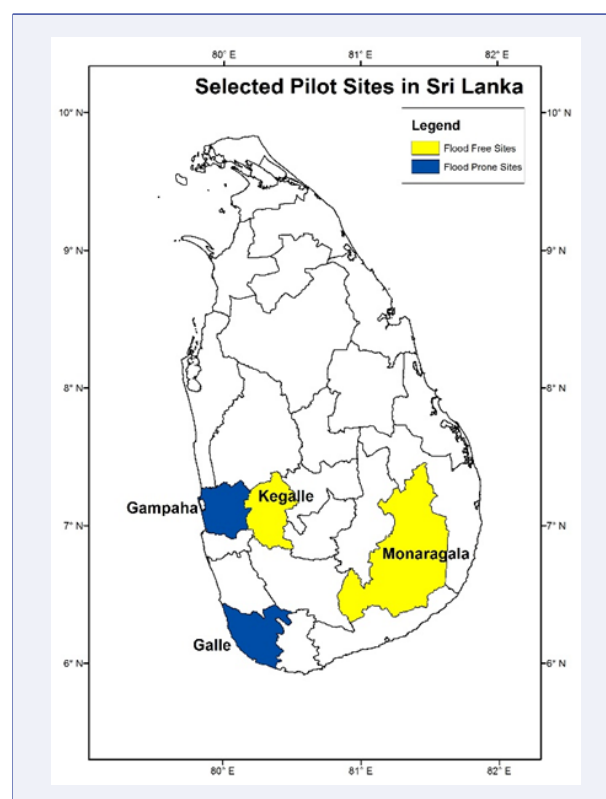 80° E 81° E 82° E
Selected Pilot Sites in Sri Lanka
10° N 10° N
Legend
Flood Free Sites
Flood Prone Sites
9° N 9° N
8° N 8° N
Kegalle
Gampaha
7° N 7° N
Monaragala
Galle
6° N 6° N
80° E 81° E 82° E